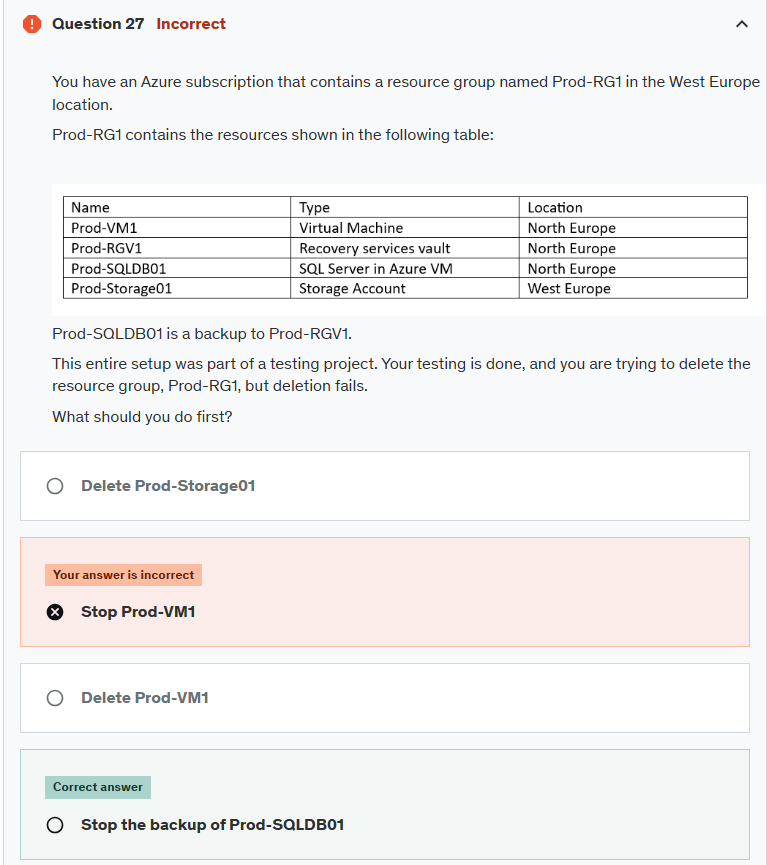 Question 27 Incorrect
You have an Azure subscription that contains a resource group named Prod-RG1 in the West Europe
location.
Prod-RG1 contains the resources shown in the following table:
Name Type Location
Prod-VM1 Virtual Machine North Europe
Prod-RGV1 Recovery services vault North Europe
Prod-SQLDB01 SQL Server in Azure VM North Europe
Prod-Storage01 Storage Account West Europe
Prod-SQLDB01 is a backup to Prod-RGV1.
This entire setup was part of a testing project. Your testing is done, and you are trying to delete the
resource group, Prod-RG1, but deletion fails.
What should you do first?
Delete Prod-Storage01
Your answer is incorrect
Stop Prod-VM1
Delete Prod-VM1
Correct answer
Stop the backup of Prod-SQLDB01